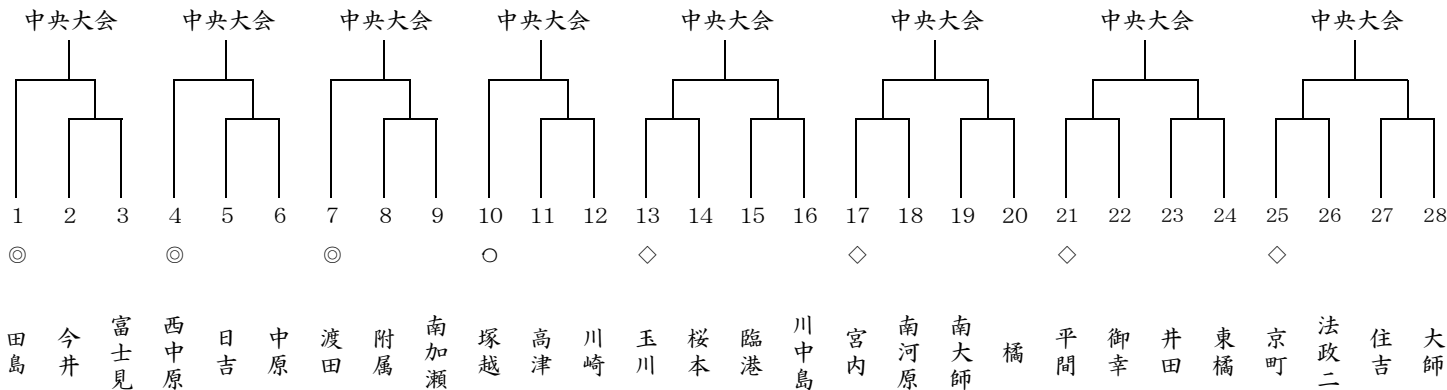 中央大会 中央大会 中央大会 中央大会 中央大会 中央大会 中央大会 中央大会
1 2 3 4 5 6 7 8 9 10 11 12 13 14 15 16 17 18 19 20 21 22 23 24 25 26 27 28
◎ ◎ ◎ ○ ◇ ◇ ◇ ◇
田島 今井 富士見 西中原 日吉 中原 渡田 附属 南加瀬 塚越 高津 川崎 玉川 桜本 臨港 川中島 宮内 南河原 南大師 橘 平間 御幸 井田 東橘 京町 法政二 住吉 大師